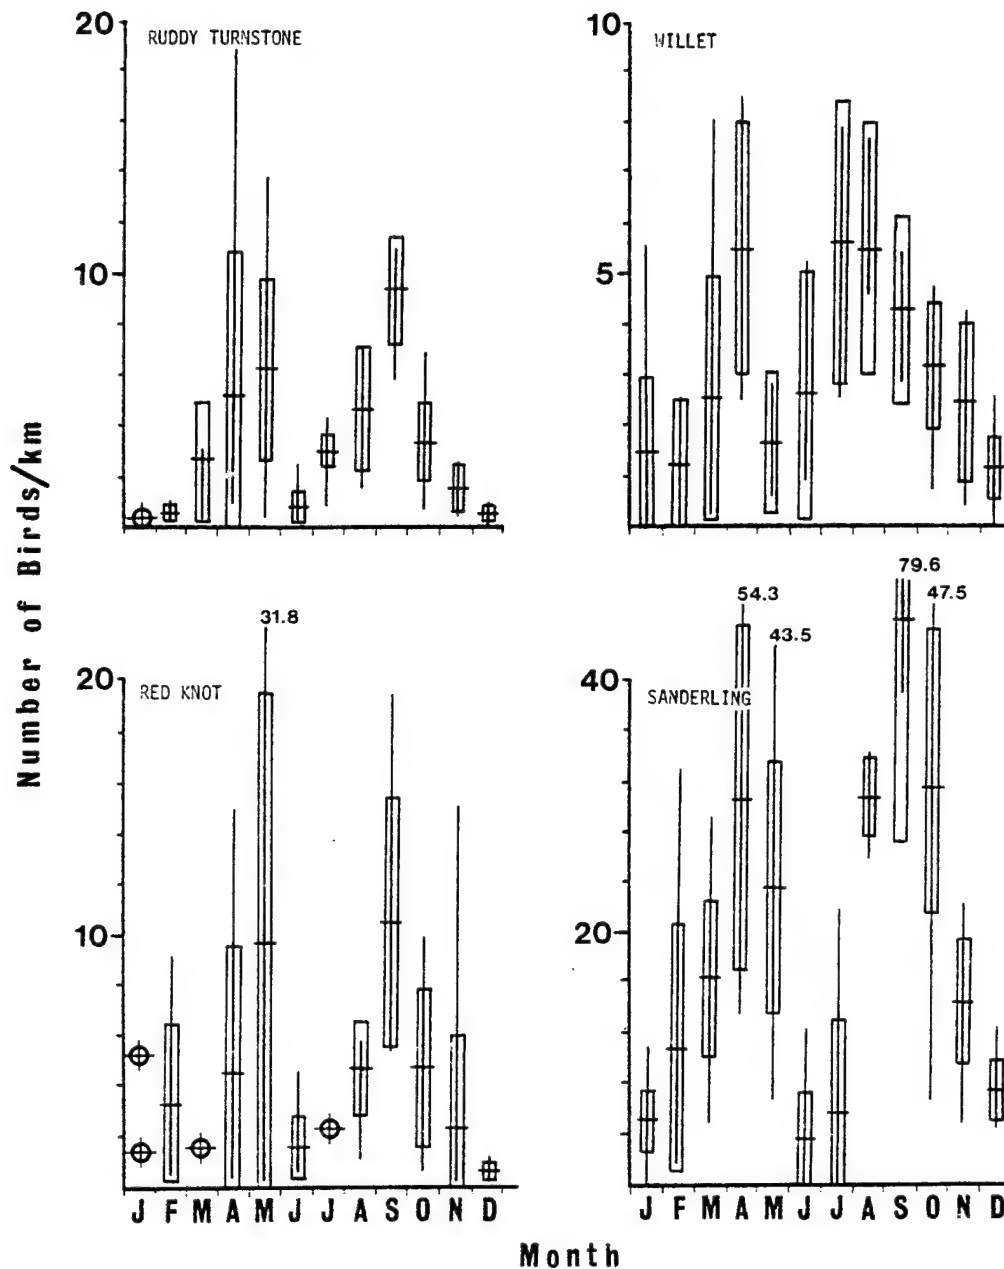 20
RUDDY TURNSTONE
10
10
WILLET
5
Number of Birds/km
20
RED KNOT
31.8
10
J F M A M J J A S O N D
40
SANDERLING
54.3
43.5
79.6
47.5
20
J F M A M J J A S O N D
Month